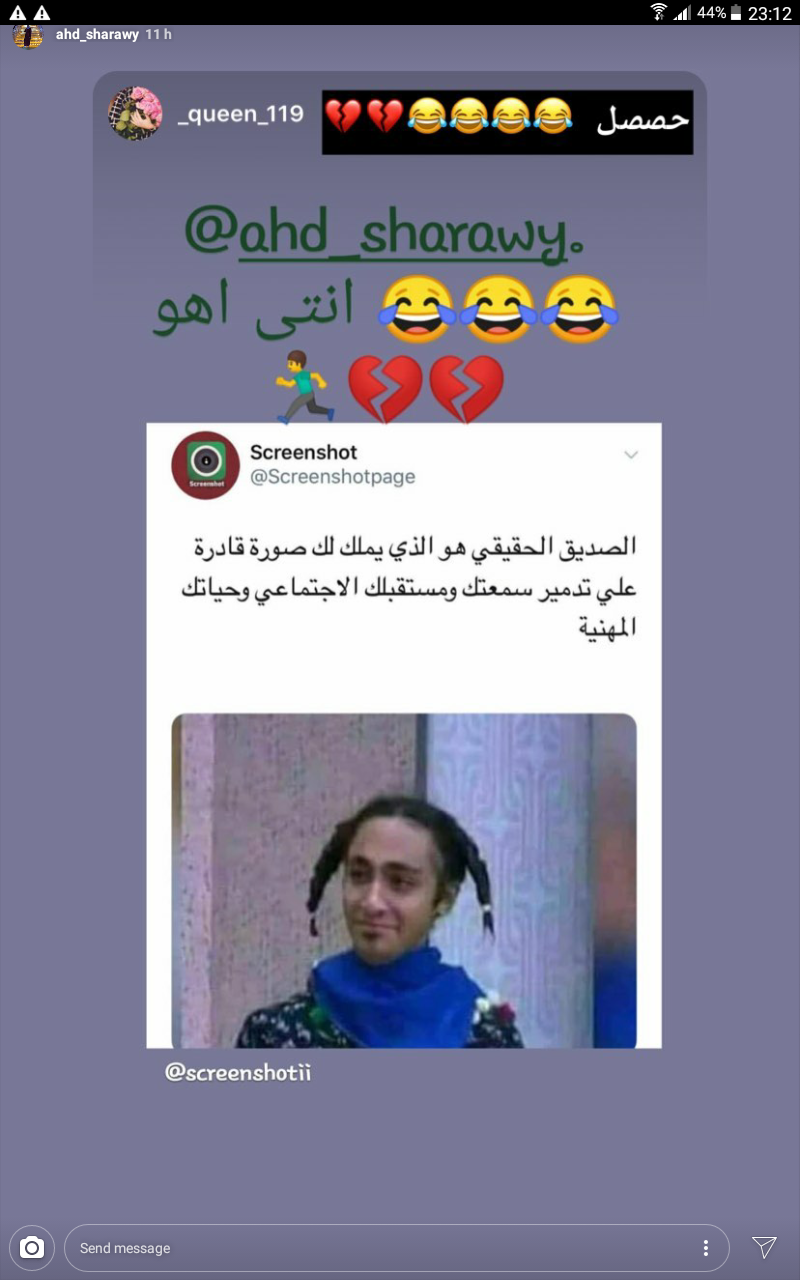 44% 23:12
ahd_sharawy 11 h
_queen_119
حصصل 😂😂😂😂💔💔
@ahd_sharawy.
😂😂😂 انتى اهو
🏃‍♂️💔💔
Screenshot
@Screenshotpage
Screenshot
الصديق الحقيقي هو الذي يملك لك صورة قادرة
علي تدمير سمعتك ومستقبلك الاجتماعي وحياتك
المهنية
@screenshotii
Send message